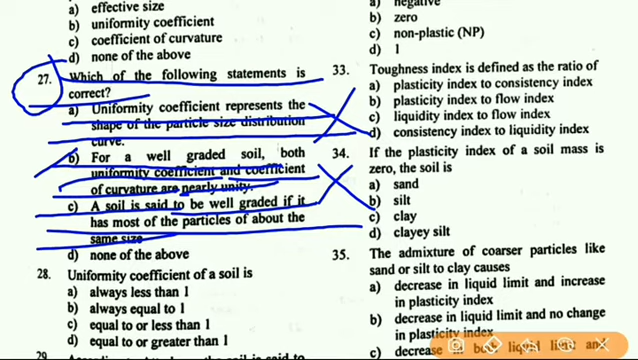 a) effective size
b) uniformity coefficient
c) coefficient of curvature
d) none of the above
27. Which of the following statements is
correct?
a) Uniformity coefficient represents the
shape of the particle size distribution
curve.
b) For a well graded soil, both
uniformity coefficient and coefficient
of curvature are nearly unity.
c) A soil is said to be well graded if it
has most of the particles of about the
same size
d) none of the above
28. Uniformity coefficient of a soil is
a) always less than 1
b) always equal to 1
c) equal to or less than 1
d) equal to or greater than 1
a) negative
b) zero
c) non-plastic (NP)
d) 1
33. Toughness index is defined as the ratio of
a) plasticity index to consistency index
b) plasticity index to flow index
c) liquidity index to flow index
d) consistency index to liquidity index
34. If the plasticity index of a soil mass is
zero, the soil is
a) sand
b) silt
c) clay
d) clayey silt
35. The admixture of coarser particles like
sand or silt to clay causes
a) decrease in liquid limit and increase
in plasticity index
b) decrease in liquid limit and no change
in plasticity index
c) decrease in both liquid limit and